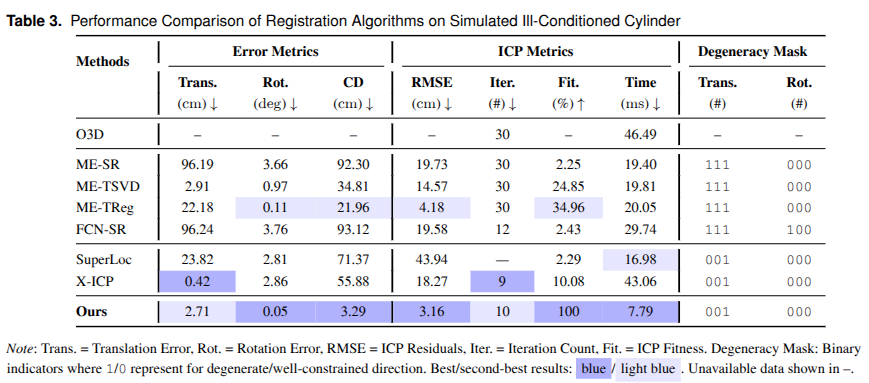 Table 3. Performance Comparison of Registration Algorithms on Simulated Ill-Conditioned Cylinder
Methods Error Metrics ICP Metrics Degeneracy Mask
Trans. Rot. CD RMSE Iter. Fit. Time Trans. Rot.
(cm)↓ (deg)↓ (cm)↓ (cm)↓ (#)↓ (%)↑ (ms)↓ (#) (#)
O3D – – – – 30 – 46.49 – –
ME-SR 96.19 3.66 92.30 19.73 30 2.25 19.40 111 000
ME-TSVD 2.91 0.97 34.81 14.57 30 24.85 19.81 111 000
ME-TReg 22.18 0.11 21.96 4.18 30 34.96 20.05 111 000
FCN-SR 96.24 3.76 93.12 19.58 12 2.43 29.74 111 100
SuperLoc 23.82 2.81 71.37 43.94 — 2.29 16.98 001 000
X-ICP 0.42 2.86 55.88 18.27 9 10.08 43.06 001 000
Ours 2.71 0.05 3.29 3.16 10 100 7.79 001 000
Note: Trans. = Translation Error, Rot. = Rotation Error, RMSE = ICP Residuals, Iter. = Iteration Count, Fit. = ICP Fitness. Degeneracy Mask: Binary
indicators where 1/0 represent for degenerate/well-constrained direction. Best/second-best results: blue / light blue . Unavailable data shown in –.